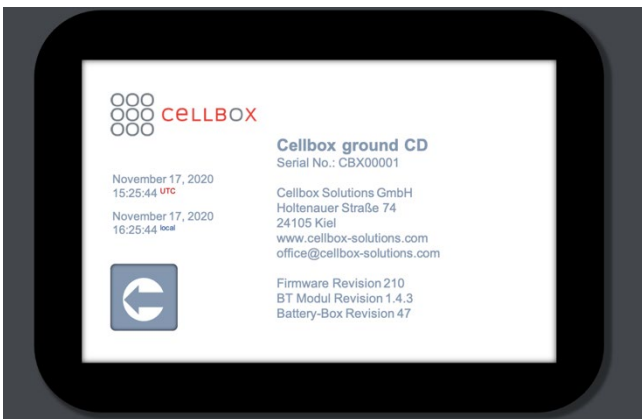 CELLBOX
Cellbox ground CD
Serial No.: CBX00001
November 17, 2020
15:25:44 UTC
November 17, 2020
16:25:44 local
Cellbox Solutions GmbH
Holtenauer Straße 74
24105 Kiel
www.cellbox-solutions.com
office@cellbox-solutions.com
Firmware Revision 210
BT Modul Revision 1.4.3
Battery-Box Revision 47